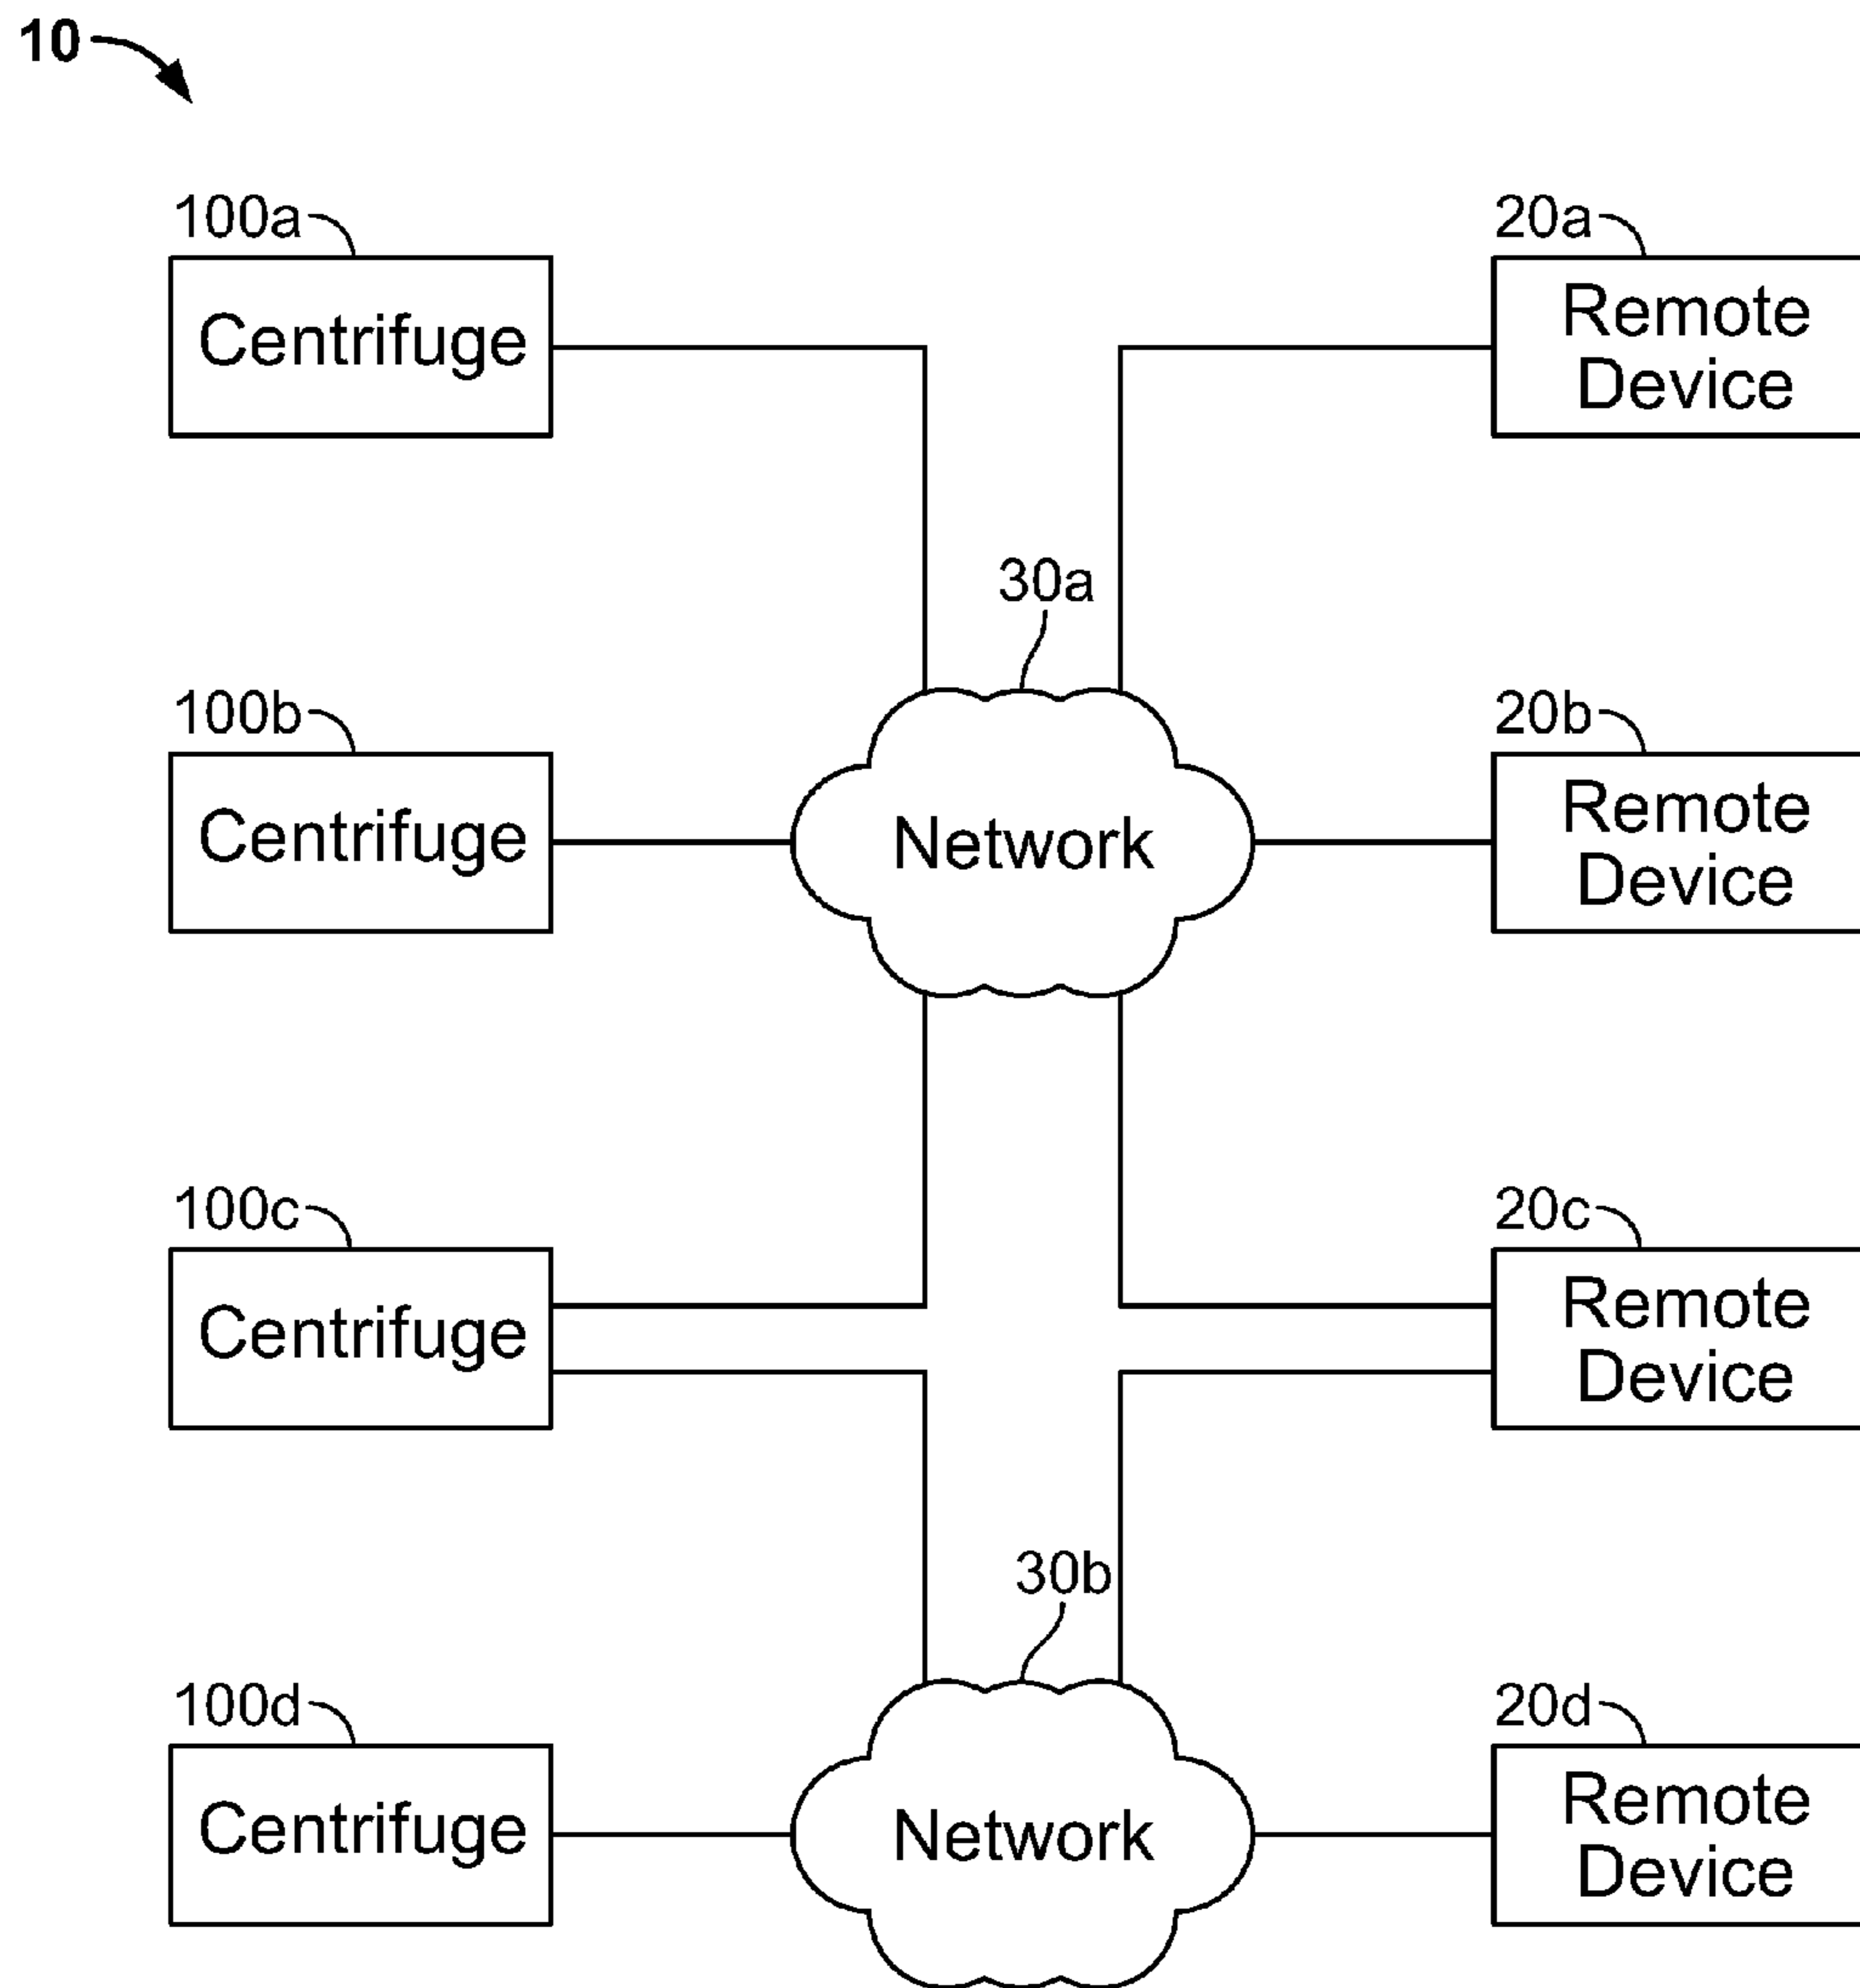 10
100a
20a
Centrifuge
Remote
Device
30a
100b
20b
Centrifuge
Network
Remote
Device
100c
20c
Centrifuge
Remote
Device
30b
100d
20d
Centrifuge
Network
Remote
Device